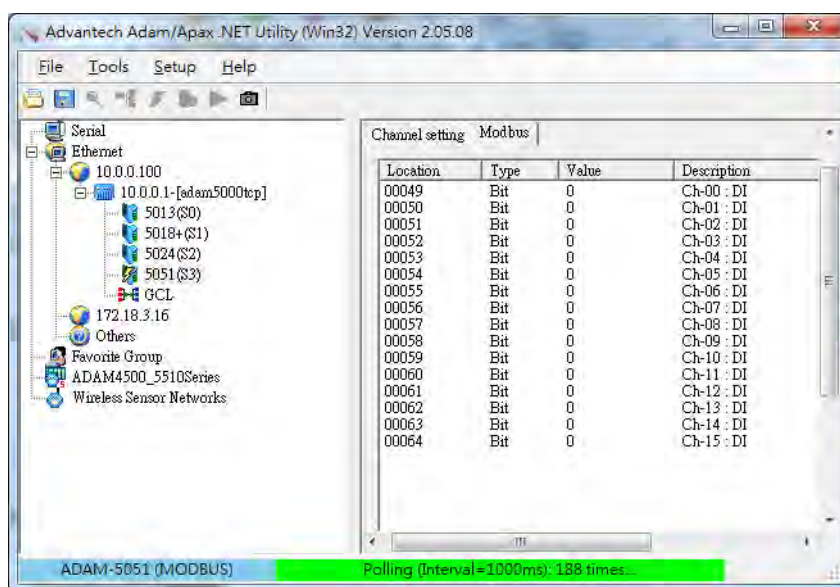 Advantech Adam/Apax .NET Utility (Win32) Version 2.05.08
File Tools Setup Help
Serial
Ethernet
10.0.0.100
10.0.0.1-[adam5000tcp]
5013(S0)
5018+(S1)
5024(S2)
5051(S3)
GCL
172.18.3.16
Others
Favorite Group
ADAM4500_5510Series
Wireless Sensor Networks
Channel setting Modbus
Location Type Value Description
00049 Bit 0 Ch-00 : DI
00050 Bit 0 Ch-01 : DI
00051 Bit 0 Ch-02 : DI
00052 Bit 0 Ch-03 : DI
00053 Bit 0 Ch-04 : DI
00054 Bit 0 Ch-05 : DI
00055 Bit 0 Ch-06 : DI
00056 Bit 0 Ch-07 : DI
00057 Bit 0 Ch-08 : DI
00058 Bit 0 Ch-09 : DI
00059 Bit 0 Ch-10 : DI
00060 Bit 0 Ch-11 : DI
00061 Bit 0 Ch-12 : DI
00062 Bit 0 Ch-13 : DI
00063 Bit 0 Ch-14 : DI
00064 Bit 0 Ch-15 : DI
ADAM-5051 (MODBUS) Polling (Interval=1000ms): 188 times...